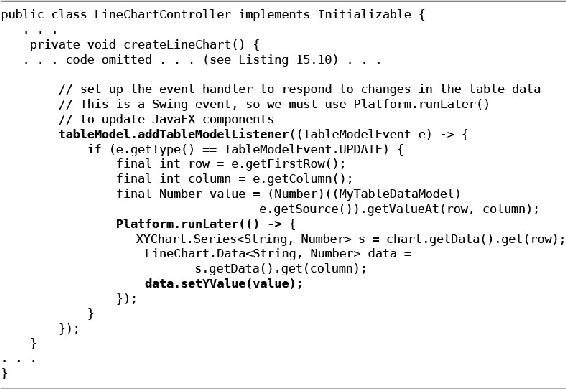 public class LineChartController implements Initializable {
. . .
private void createLineChart() {
. . . code omitted . . . (see Listing 15.10) . . .
// set up the event handler to respond to changes in the table data
// This is a Swing event, so we must use Platform.runLater()
// to update JavaFX components
tableModel.addTableModelListener((TableModelEvent e) -> {
if (e.getType() == TableModelEvent.UPDATE) {
final int row = e.getFirstRow();
final int column = e.getColumn();
final Number value = (Number)((MyTableDataModel)
e.getSource()).getValueAt(row, column);
Platform.runLater(() -> {
XYChart.Series<String, Number> s = chart.getData().get(row);
LineChart.Data<String, Number> data =
s.getData().get(column);
data.setYValue(value);
});
}
});
}
. . .
}